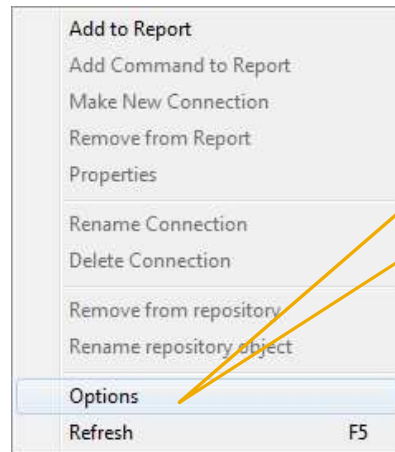 Add to Report
Add Command to Report
Make New Connection
Remove from Report
Properties
Rename Connection
Delete Connection
Remove from repository
Rename repository object
Options
Refresh F5